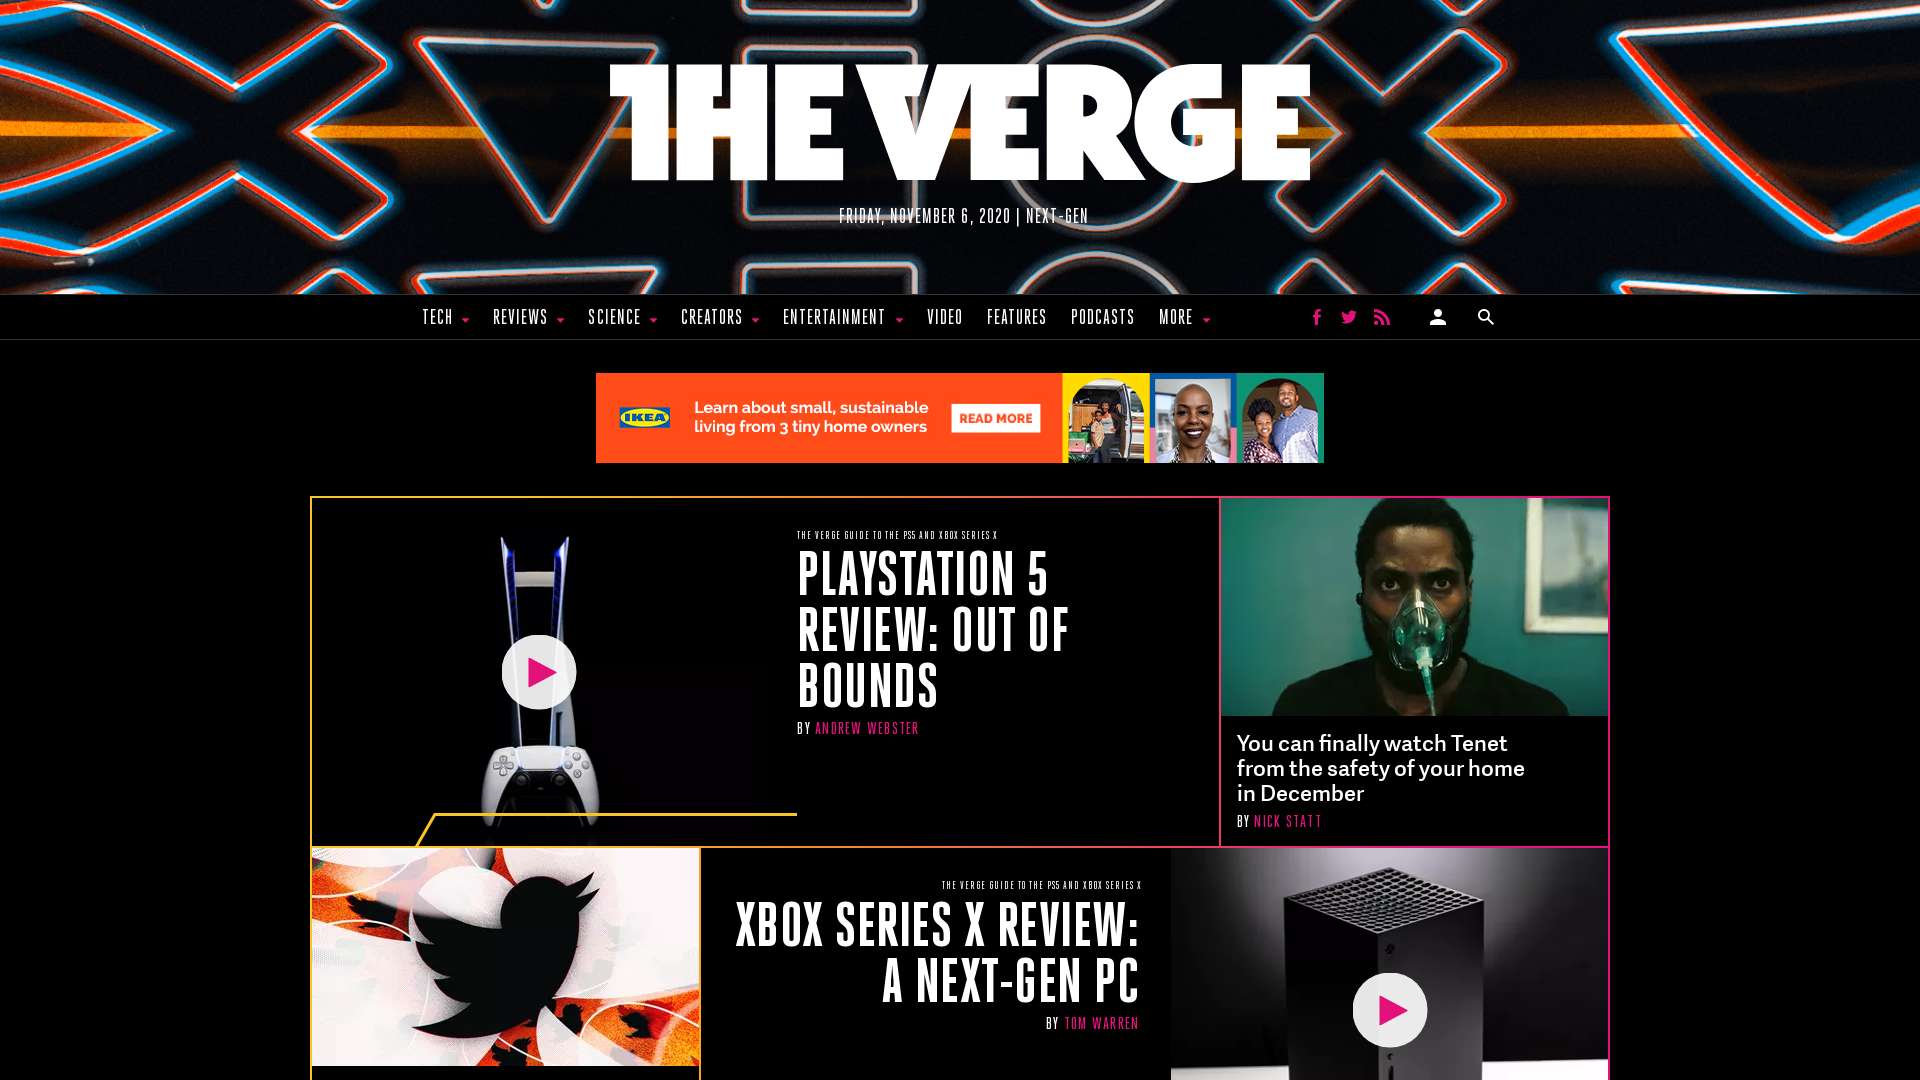 THE VERGE
FRIDAY, NOVEMBER 6, 2020 | NEXT-GEN
TECH REVIEWS SCIENCE CREATORS ENTERTAINMENT VIDEO FEATURES PODCASTS MORE
IKEA
Learn about small, sustainable
living from 3 tiny home owners
READ MORE
THE VERGE GUIDE TO THE PS5 AND XBOX SERIES X
PLAYSTATION 5
REVIEW: OUT OF
BOUNDS
BY ANDREW WEBSTER
You can finally watch Tenet
from the safety of your home
in December
BY NICK STATT
THE VERGE GUIDE TO THE PS5 AND XBOX SERIES X
XBOX SERIES X REVIEW:
A NEXT-GEN PC
BY TOM WARREN